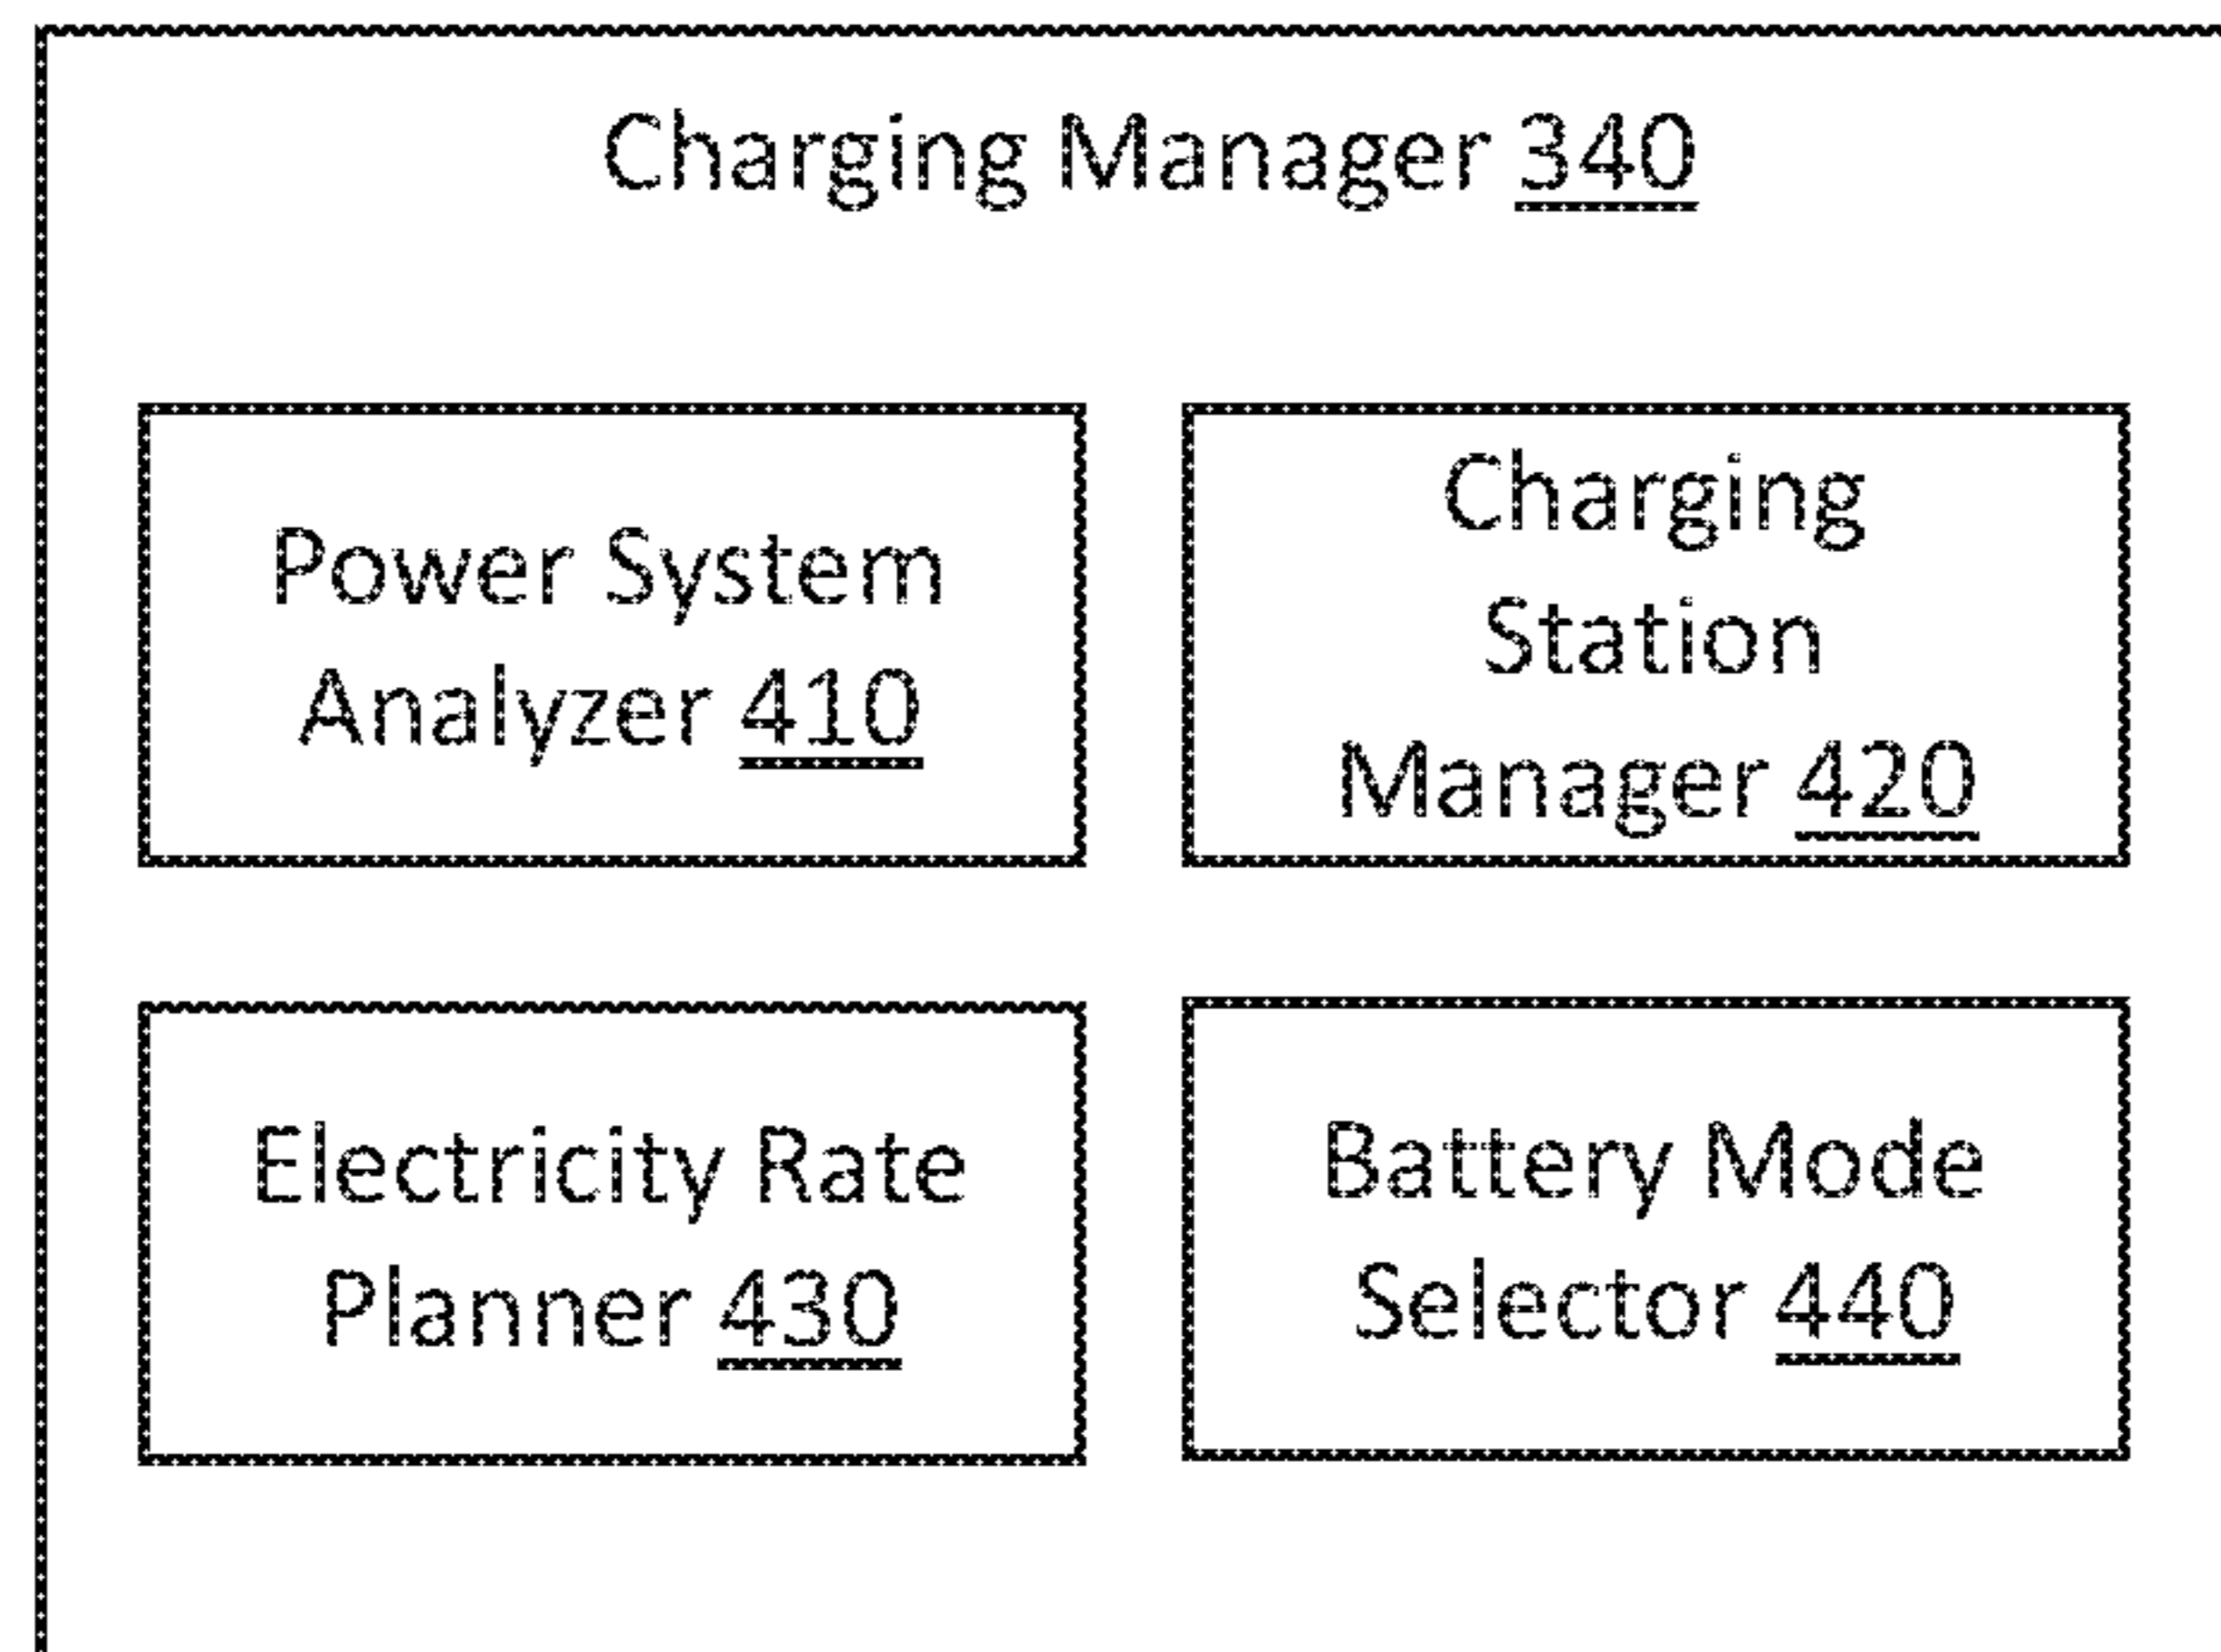 Charging Manager 340
Power System
Analyzer 410
Charging
Station
Manager 420
Electricity Rate
Planner 430
Battery Mode
Selector 440